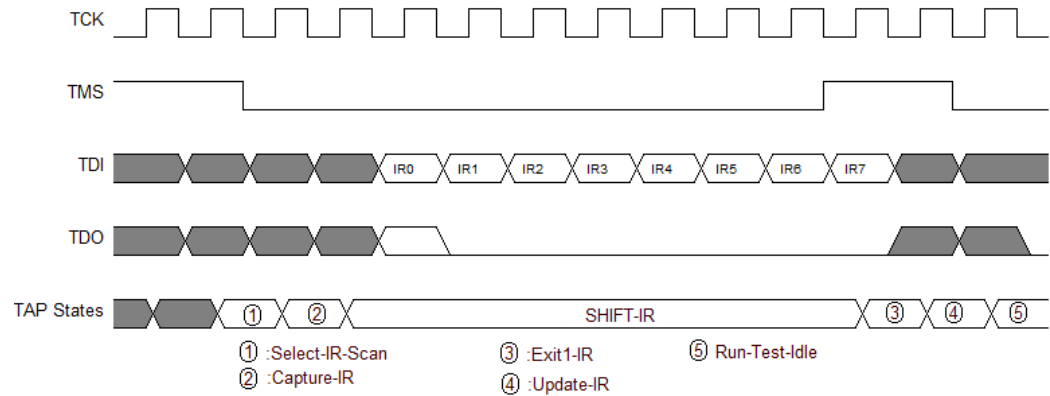 TCK
TMS
TDI
IR0 IR1 IR2 IR3 IR4 IR5 IR6 IR7
TDO
TAP States
① ② SHIFT-IR ③ ④ ⑤
① :Select-IR-Scan
② :Capture-IR
③ :Exit1-IR
④ :Update-IR
⑤ Run-Test-Idle